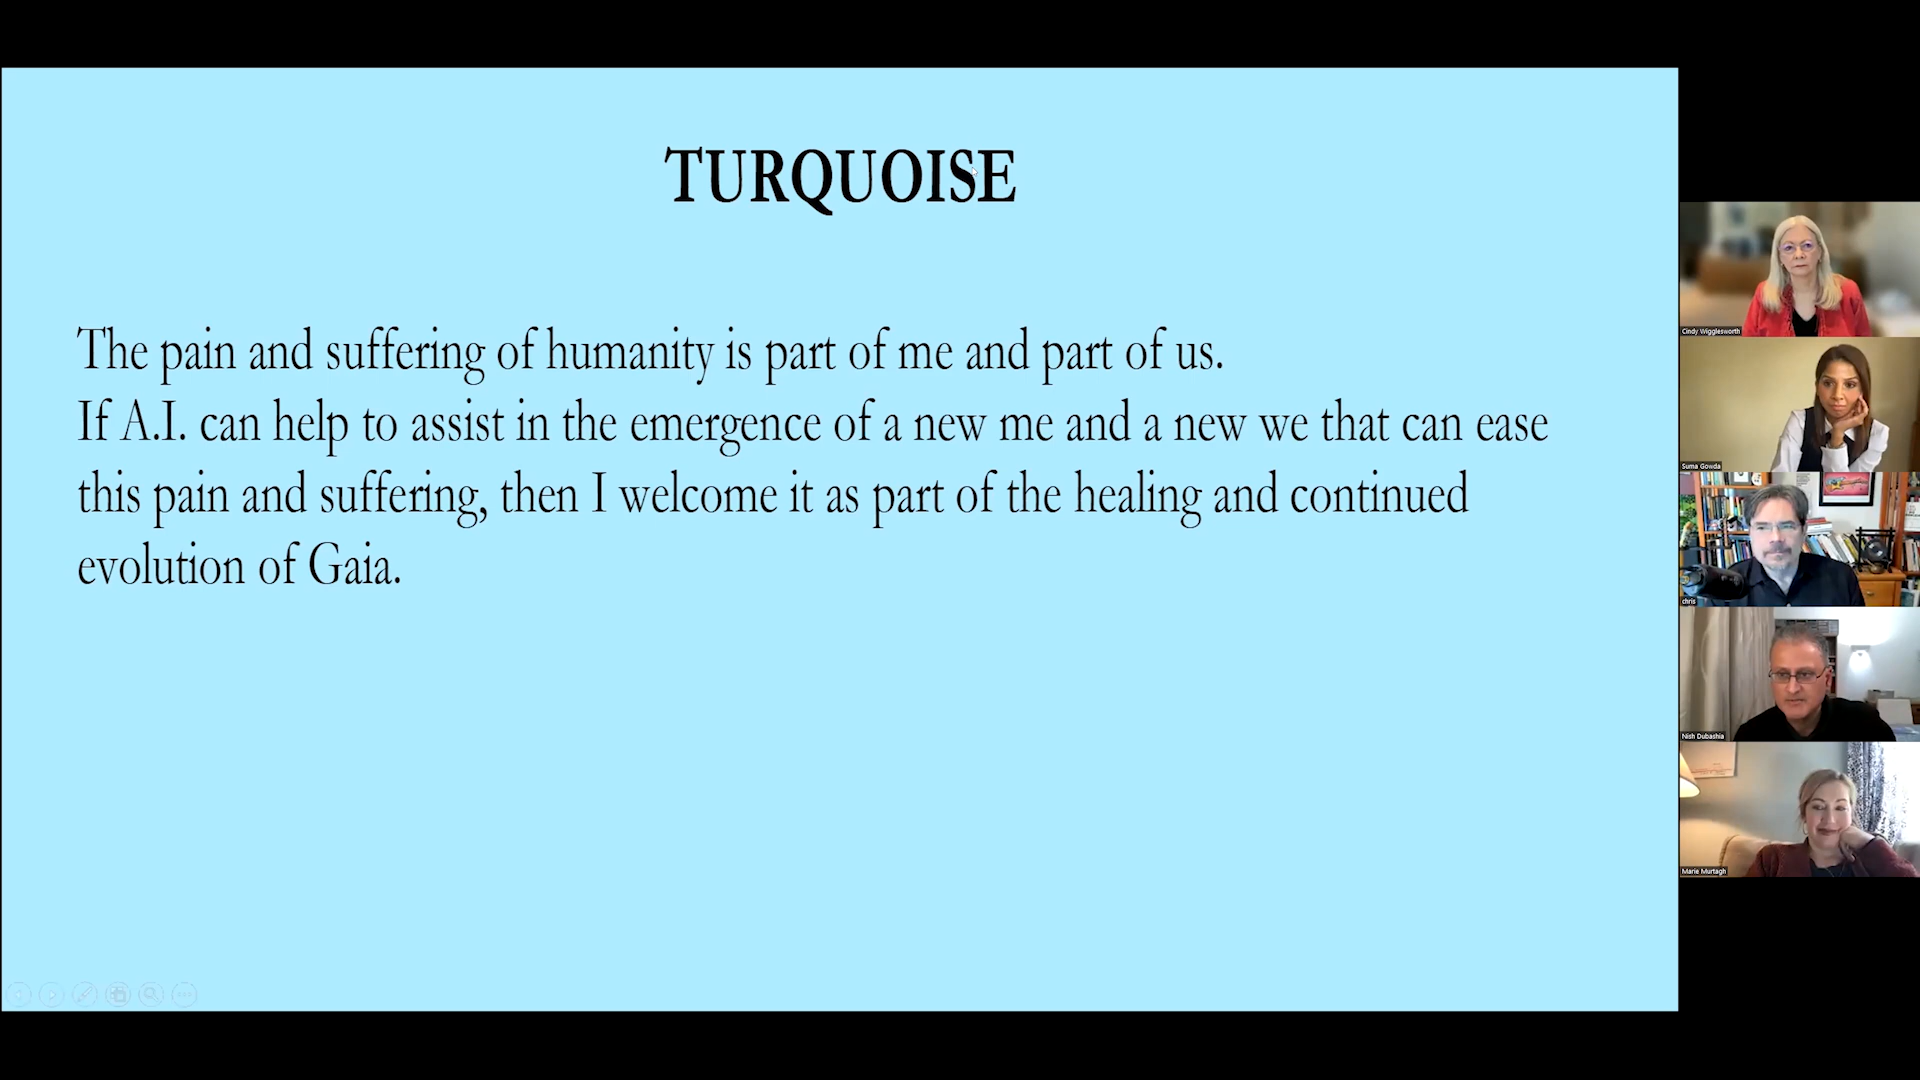 TURQUOISE
The pain and suffering of humanity is part of me and part of us.
If A.I. can help to assist in the emergence of a new me and a new we that can ease
this pain and suffering, then I welcome it as part of the healing and continued
evolution of Gaia.
Cindy Wigglesworth
Suma Gowda
chris
Nish Dubashia
Marie Murtagh